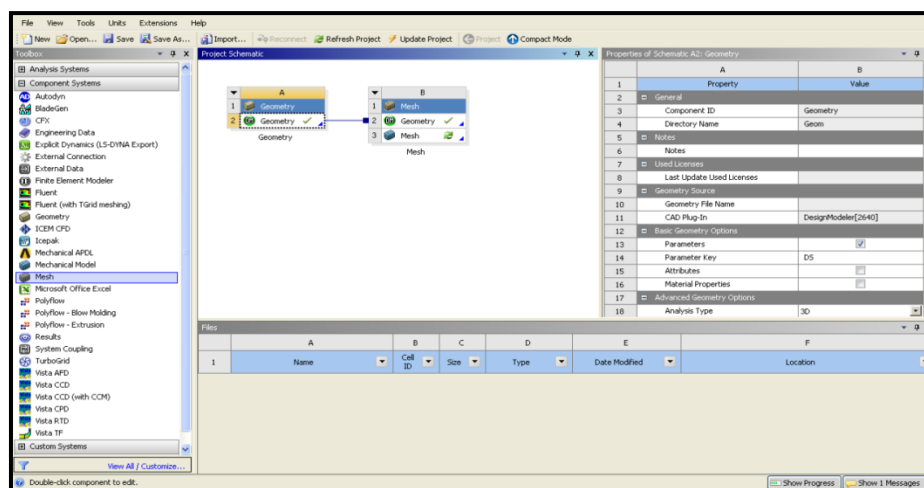 File View Tools Units Extensions Help
New Open... Save Save As... Import... Reconnect Refresh Project Update Project Project Compact Mode
Toolbox
Analysis Systems
Component Systems
Autodyn
BladeGen
CFX
Engineering Data
Explicit Dynamics (LS-DYNA Export)
External Connection
External Data
Finite Element Modeler
Fluent
Fluent (with TGrid meshing)
Geometry
ICEM CFD
Icepak
Mechanical APDL
Mechanical Model
Mesh
Microsoft Office Excel
Polyflow
Polyflow - Blow Molding
Polyflow - Extrusion
Results
System Coupling
TurboGrid
Vista AFD
Vista CCD
Vista CCD (with CCM)
Vista CPD
Vista RTD
Vista TF
Custom Systems
View All / Customize...
Project Schematic
A
1 Geometry
2 Geometry
Geometry
B
1 Mesh
2 Geometry
3 Mesh
Mesh
Properties of Schematic A2: Geometry
A B
1 Property Value
2 General
3 Component ID Geometry
4 Directory Name Geom
5 Notes
6 Notes
7 Used Licenses
8 Last Update Used Licenses
9 Geometry Source
10 Geometry File Name
11 CAD Plug-In DesignModeler[2640]
12 Basic Geometry Options
13 Parameters
14 Parameter Key DS
15 Attributes
16 Material Properties
17 Advanced Geometry Options
18 Analysis Type 3D
Files
A B C D E F
1 Name Cell ID Size Type Date Modified Location
Double-click component to edit.
Show Progress Show 1 Messages